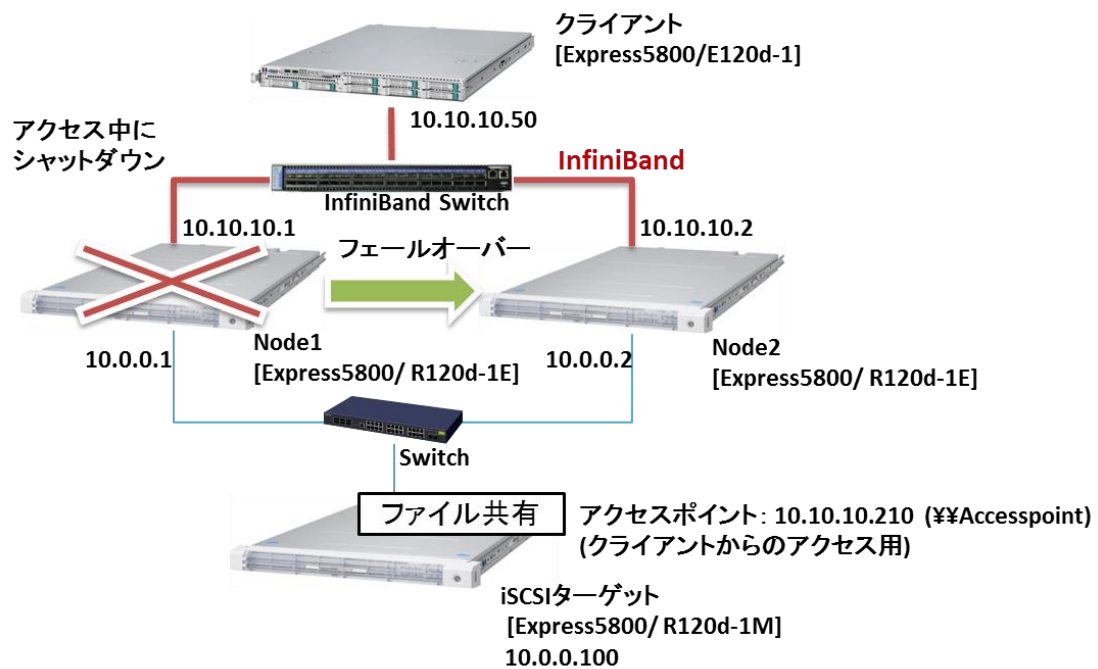 クライアント
[Express5800/E120d-1]
10.10.10.50
アクセス中に
シャットダウン
InfiniBand
InfiniBand Switch
10.10.10.1
10.10.10.2
フェールオーバー
10.0.0.1
Node1
[Express5800/ R120d-1E]
10.0.0.2
Node2
[Express5800/ R120d-1E]
Switch
ファイル共有
アクセスポイント: 10.10.10.210 (¥¥Accesspoint)
(クライアントからのアクセス用)
iSCSIターゲット
[Express5800/ R120d-1M]
10.0.0.100